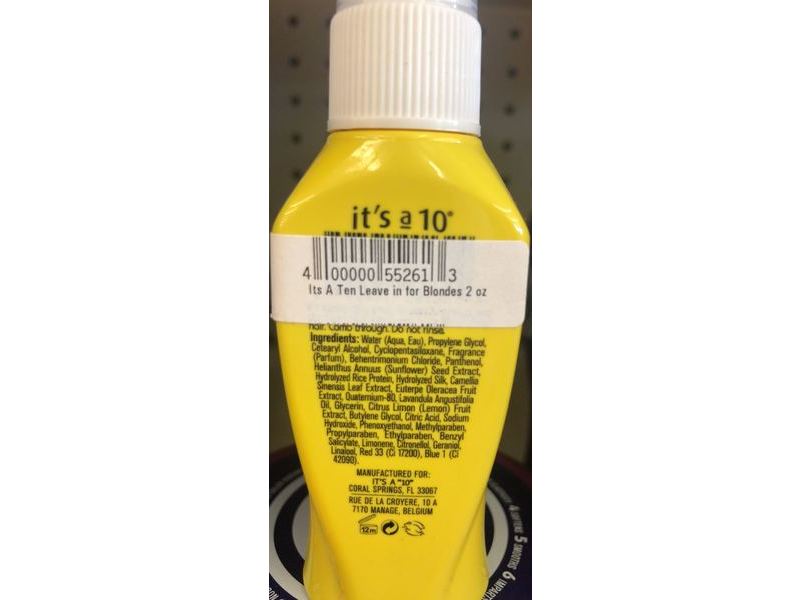 it's a 10®
4 00000 55261 3
Its A Ten Leave in for Blondes 2 oz
hair. Comb through. Do not rinse.
Ingredients: Water (Aqua, Eau), Propylene Glycol,
Cetearyl Alcohol, Cyclopentasiloxane, Fragrance
(Parfum), Behentrimonium Chloride, Panthenol,
Helianthus Annuus (Sunflower) Seed Extract,
Hydrolyzed Rice Protein, Hydrolyzed Silk, Camellia
Sinensis Leaf Extract, Euterpe Oleracea Fruit
Extract, Quaternium-80, Lavandula Angustifolia
Oil, Glycerin, Citrus Limon (Lemon) Fruit
Extract, Butylene Glycol, Citric Acid, Sodium
Hydroxide, Phenoxyethanol, Methylparaben,
Propylparaben, Ethylparaben, Benzyl
Salicylate, Limonene, Citronellol, Geraniol,
Linalool, Red 33 (Ci 17200), Blue 1 (Ci
42090).
MANUFACTURED FOR:
IT'S A "10"
CORAL SPRINGS, FL 33067
RUE DE LA CROYERE, 10 A
7170 MANAGE, BELGIUM
12m
5 SMOOTHS 6 IMPART